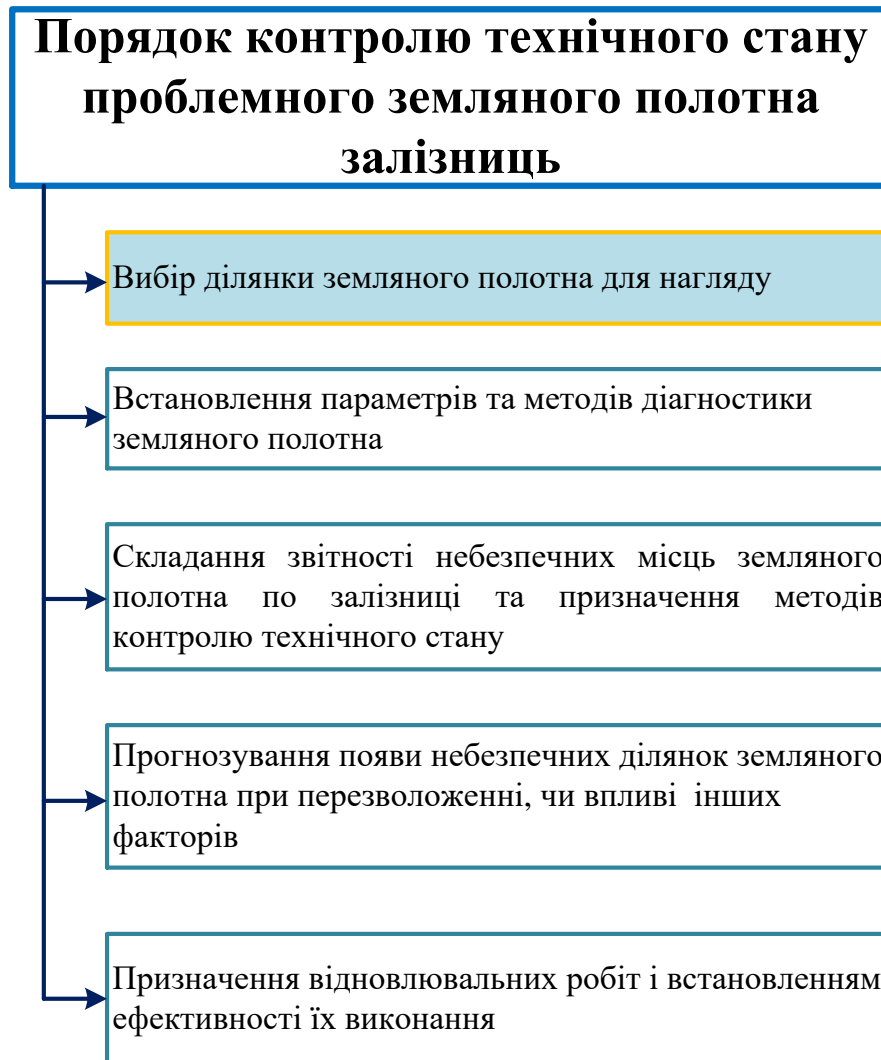 Порядок контролю технічного стану
проблемного земляного полотна
залізниць
Вибір ділянки земляного полотна для нагляду
Встановлення параметрів та методів діагностики
земляного полотна
Складання звітності небезпечних місць земляного
полотна по залізниці та призначення методів
контролю технічного стану
Прогнозування появи небезпечних ділянок земляного
полотна при перезволоженні, чи впливі інших
факторів
Призначення відновлювальних робіт і встановленням
ефективності їх виконання